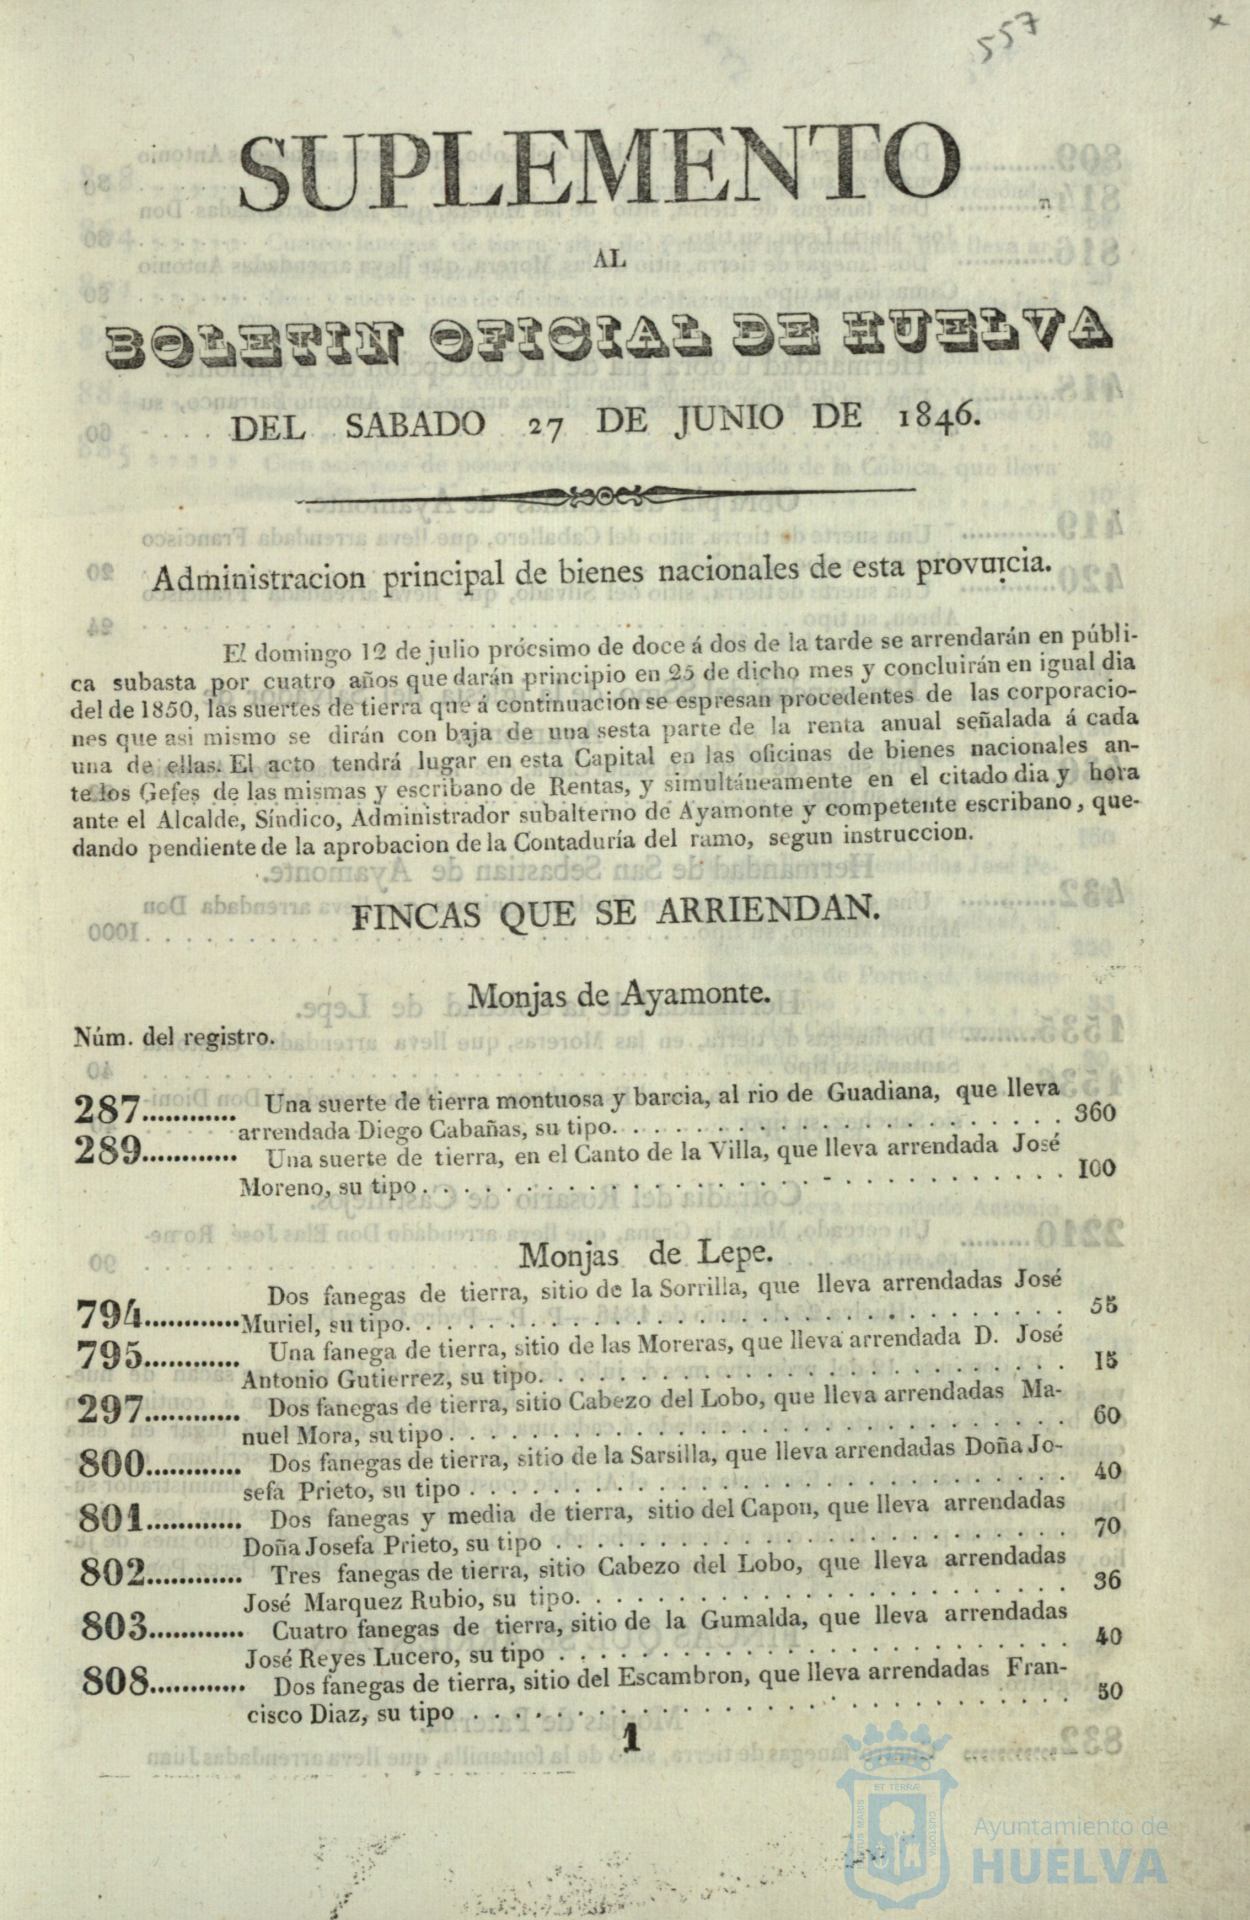 557
SUPLEMENTO
AL
BOLETIN OFICIAL DE HUELVA
DEL SABADO 27 DE JUNIO DE 1846.
Administracion principal de bienes nacionales de esta provincia.
El domingo 12 de julio prócsimo de doce á dos de la tarde se arrendarán en públi-
ca subasta por cuatro años que darán principio en 25 de dicho mes y concluirán en igual dia
del de 1850, las suertes de tierra que á continuacion se espresan procedentes de las corporacio-
nes que asi mismo se dirán con baja de una sesta parte de la renta anual señalada á cada
una de ellas. El acto tendrá lugar en esta Capital en las oficinas de bienes nacionales an-
te los Gefes de las mismas y escribano de Rentas, y simultáneamente en el citado dia y hora
ante el Alcalde, Síndico, Administrador subalterno de Ayamonte y competente escribano, que-
dando pendiente de la aprobacion de la Contaduría del ramo, segun instruccion.
FINCAS QUE SE ARRIENDAN.
Monjas de Ayamonte.
Núm. del registro.
287............ Una suerte de tierra montuosa y barcia, al rio de Guadiana, que lleva
arrendada Diego Cabañas, su tipo. . . . . . . . . . . . . . . . . . 360
289............ Una suerte de tierra, en el Canto de la Villa, que lleva arrendada José
Moreno, su tipo . . . . . . . . . . . . . . . . . . . . . . . . 100
Monjas de Lepe.
794............ Dos fanegas de tierra, sitio de la Sorrilla, que lleva arrendadas José
Muriel, su tipo. . . . . . . . . . . . . . . . . . . . . . . . . 55
795............ Una fanega de tierra, sitio de las Moreras, que lleva arrendada D. José
Antonio Gutierrez, su tipo. . . . . . . . . . . . . . . . . . . . 15
297............ Dos fanegas de tierra, sitio Cabezo del Lobo, que lleva arrendadas Ma-
nuel Mora, su tipo . . . . . . . . . . . . . . . . . . . . . . . 60
800............ Dos fanegas de tierra, sitio de la Sarsilla, que lleva arrendadas Doña Jo-
sefa Prieto, su tipo . . . . . . . . . . . . . . . . . . . . . . 40
801............ Dos fanegas y media de tierra, sitio del Capon, que lleva arrendadas
Doña Josefa Prieto, su tipo . . . . . . . . . . . . . . . . . . . 70
802............ Tres fanegas de tierra, sitio Cabezo del Lobo, que lleva arrendadas
José Marquez Rubio, su tipo. . . . . . . . . . . . . . . . . . . 36
803............ Cuatro fanegas de tierra, sitio de la Gumalda, que lleva arrendadas
José Reyes Lucero, su tipo . . . . . . . . . . . . . . . . . . . 40
808............ Dos fanegas de tierra, sitio del Escambron, que lleva arrendadas Fran-
cisco Diaz, su tipo . . . . . . . . . . . . . . . . . . . . . . 50
1
Ayuntamiento de
HUELVA